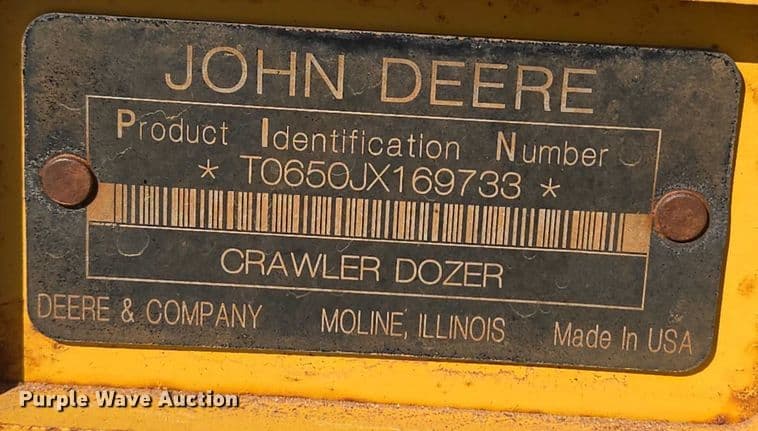 JOHN DEERE
Product Identification Number
* T0650JX169733 *
CRAWLER DOZER
DEERE & COMPANY MOLINE, ILLINOIS Made In USA
Purple Wave Auction